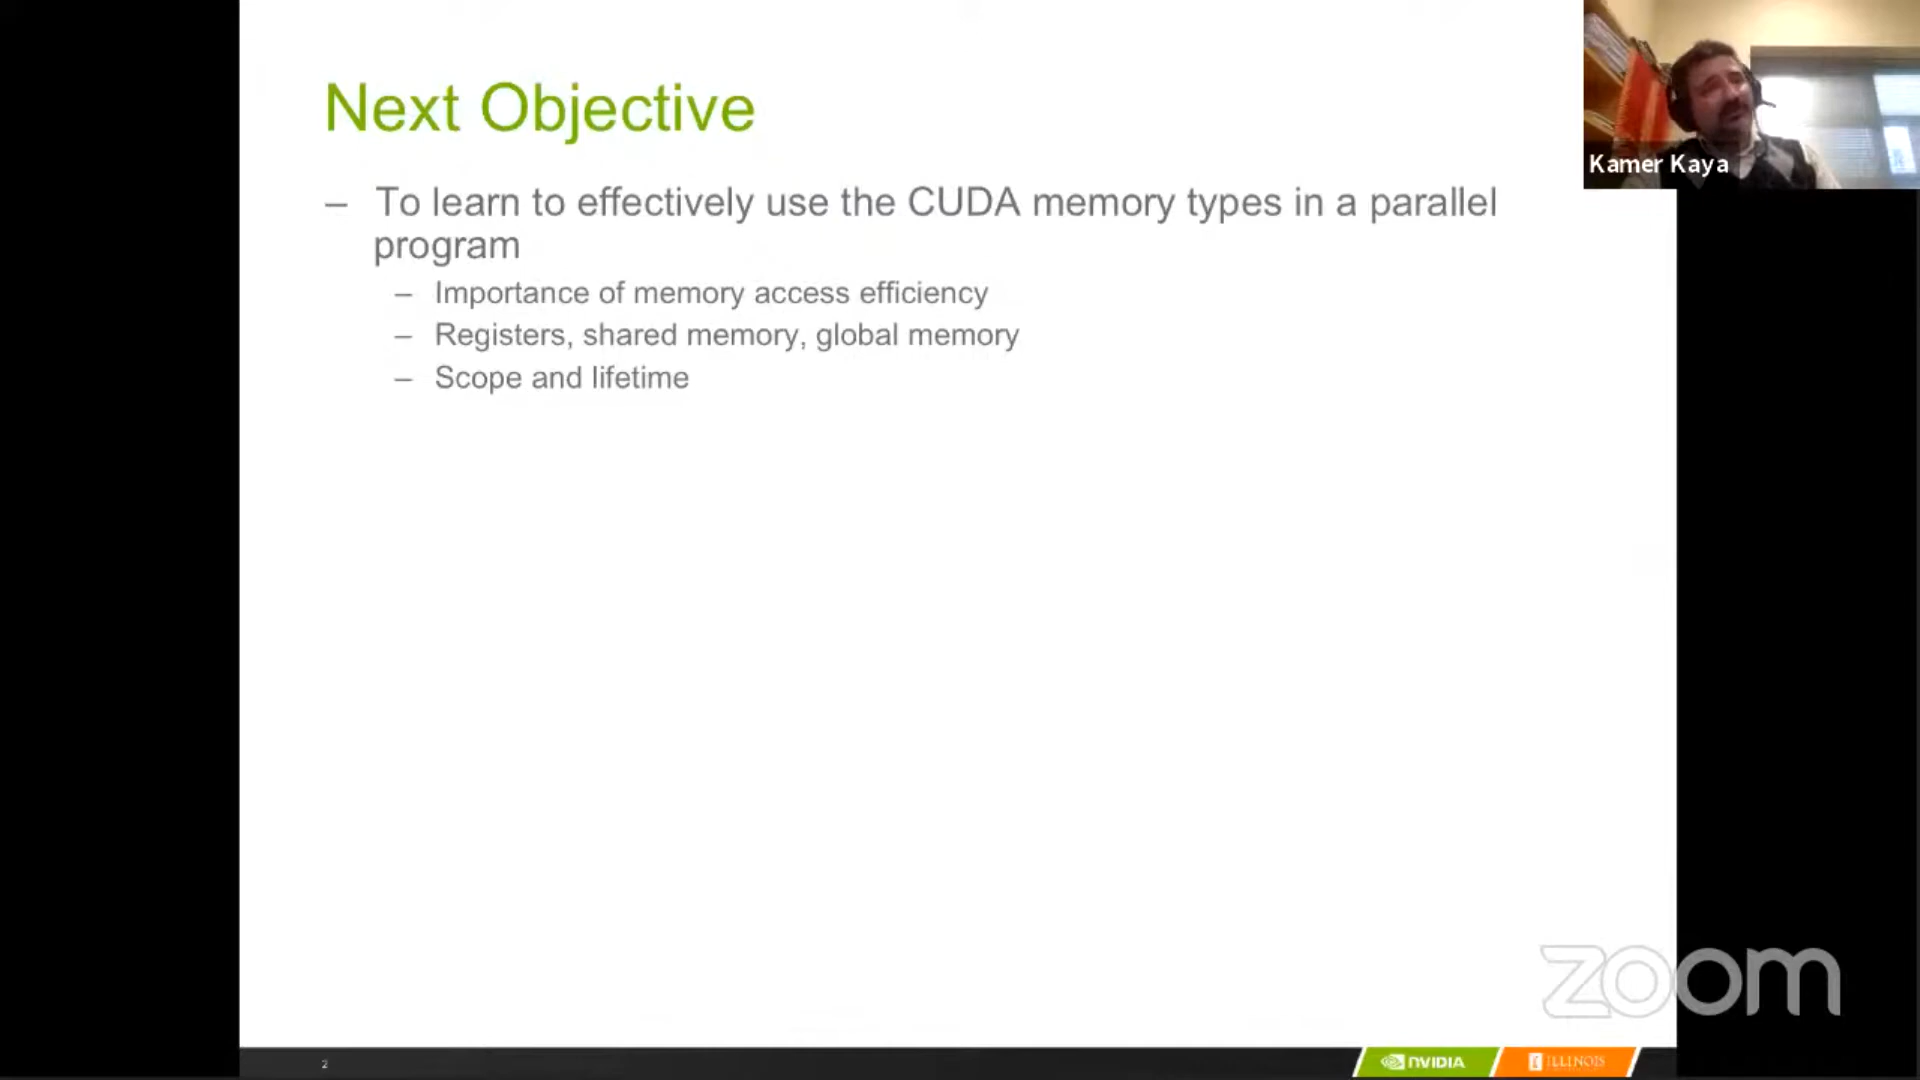 Next Objective
Kamer Kaya
– To learn to effectively use the CUDA memory types in a parallel
program
– Importance of memory access efficiency
– Registers, shared memory, global memory
– Scope and lifetime
zoom
2
NVIDIA
I ILLINOIS